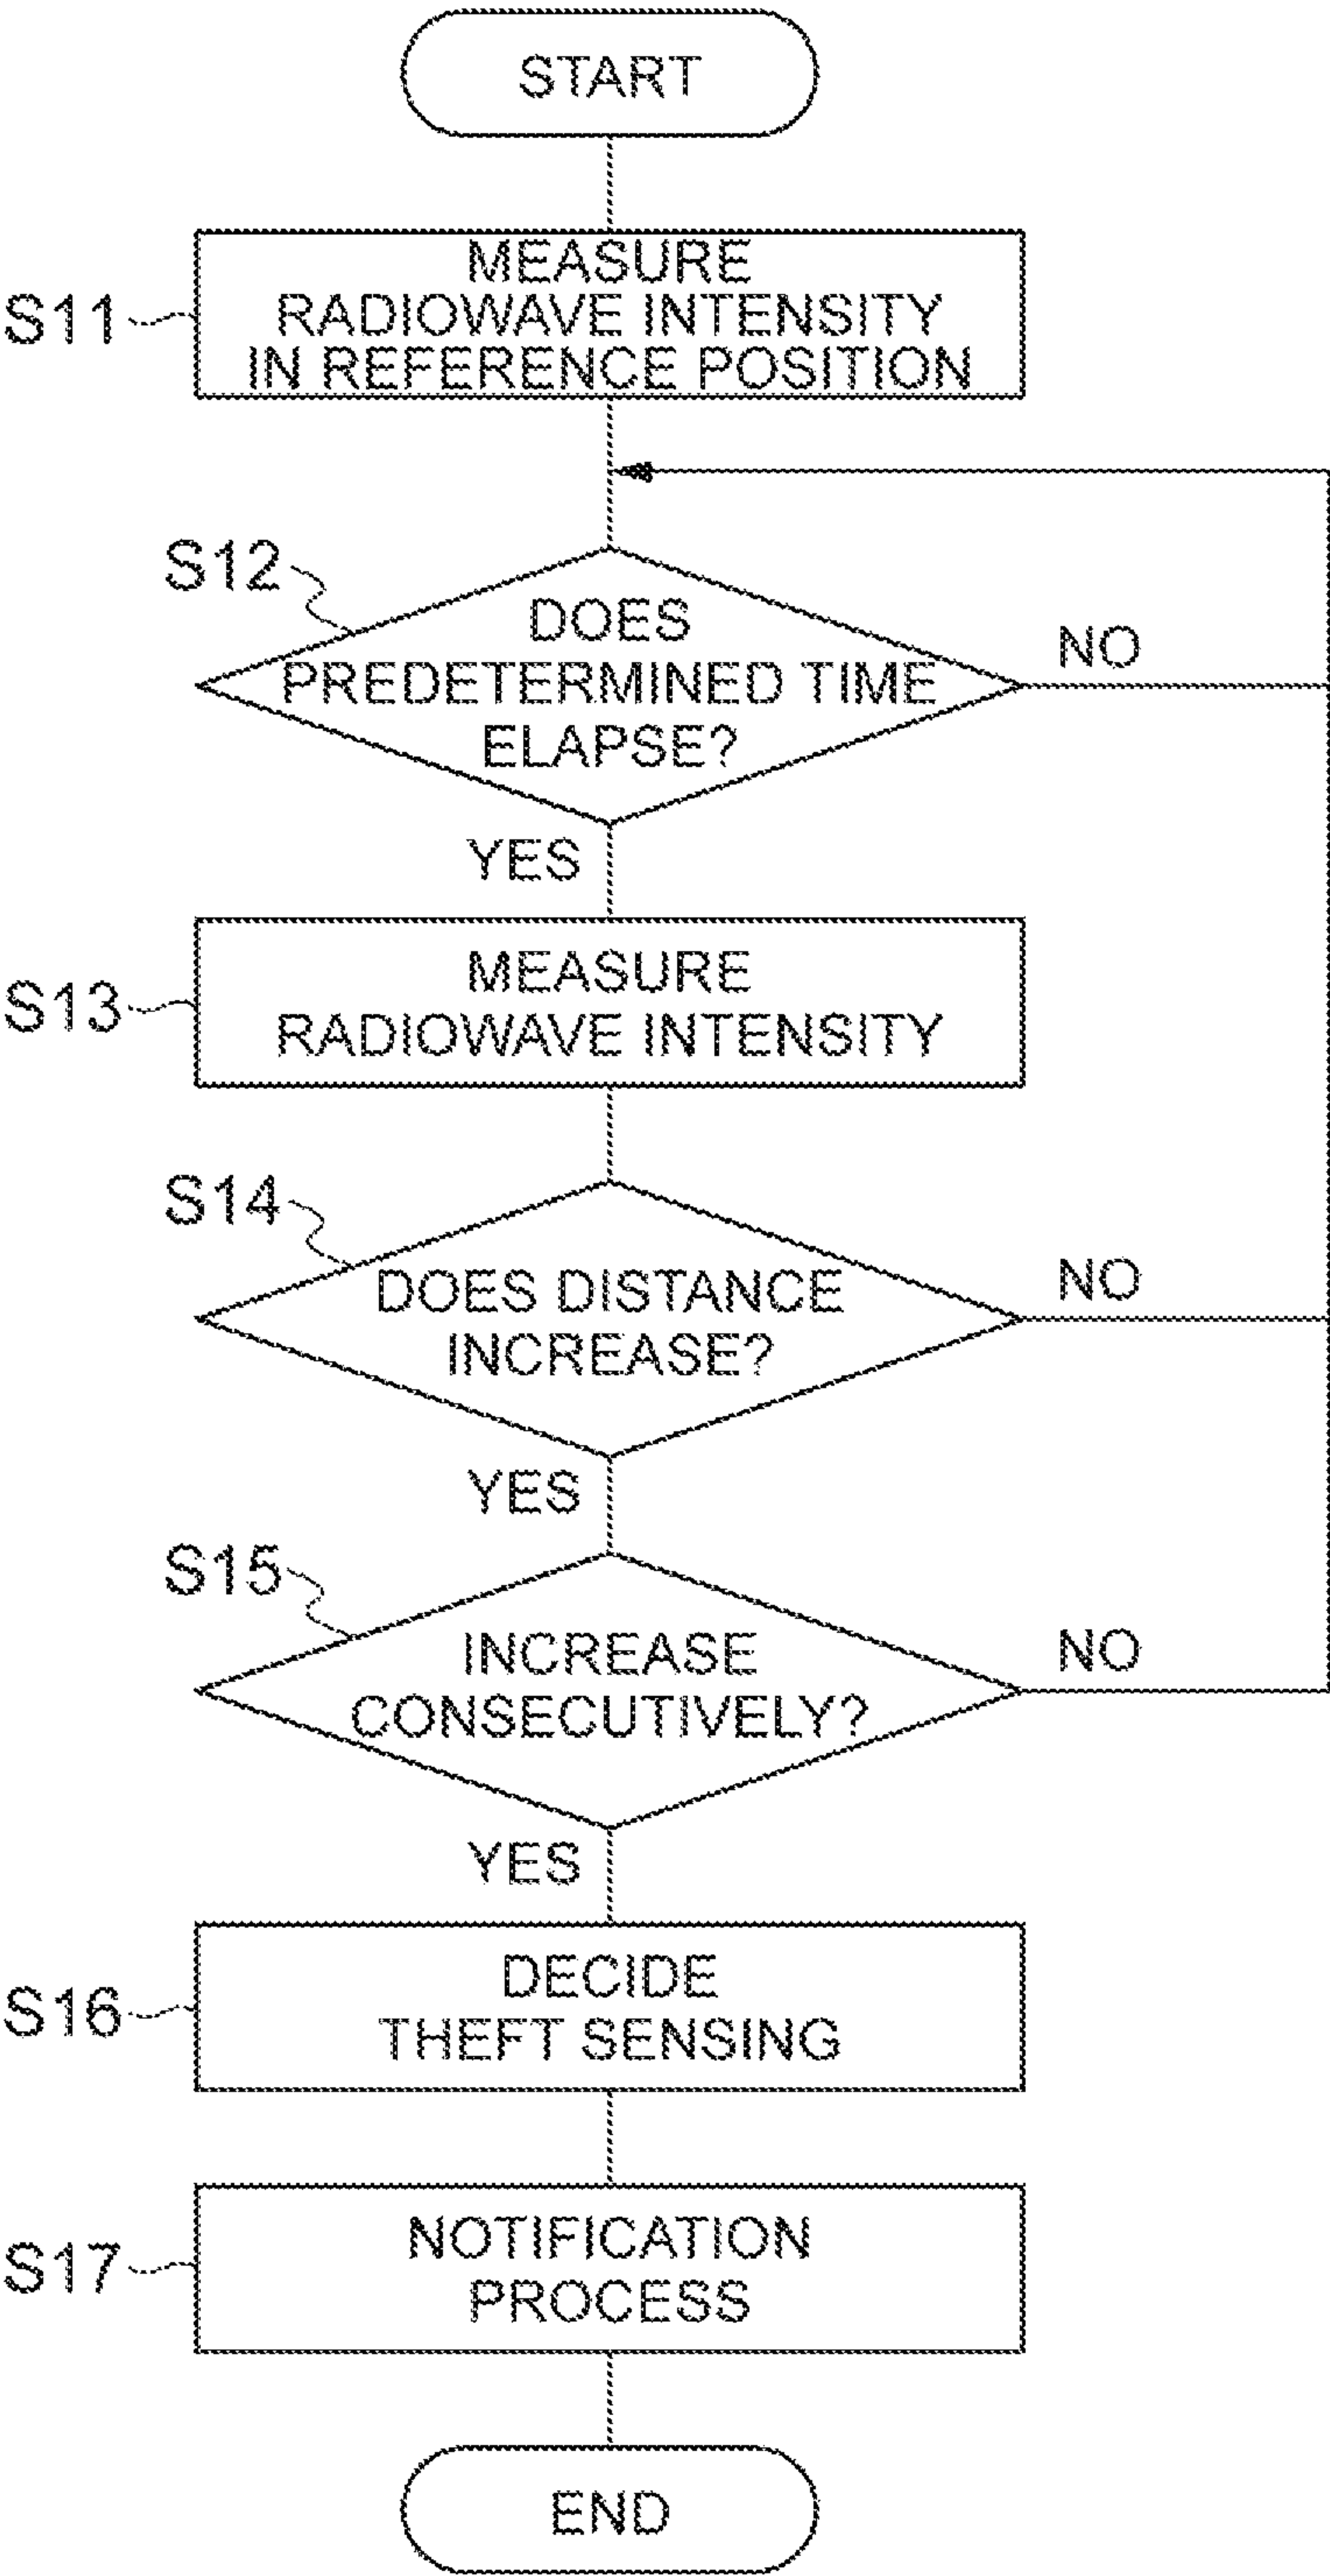 START
S11
MEASURE
RADIOWAVE INTENSITY
IN REFERENCE POSITION
S12
DOES
PREDETERMINED TIME
ELAPSE?
NO
YES
S13
MEASURE
RADIOWAVE INTENSITY
S14
DOES DISTANCE
INCREASE?
NO
YES
S15
INCREASE
CONSECUTIVELY?
NO
YES
S16
DECIDE
THEFT SENSING
S17
NOTIFICATION
PROCESS
END